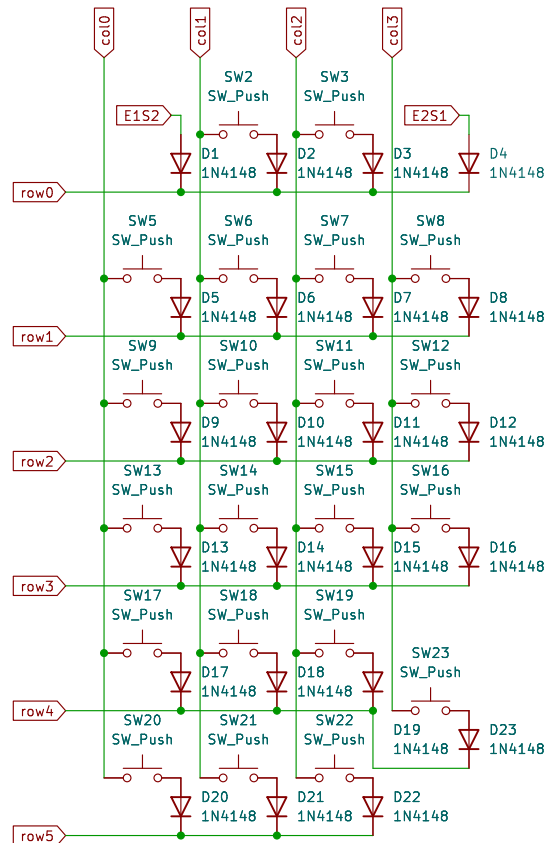 col0
col1
col2
col3
SW2
SW_Push
SW3
SW_Push
E1S2
E2S1
D1
1N4148
D2
1N4148
D3
1N4148
D4
1N4148
row0
SW5
SW_Push
SW6
SW_Push
SW7
SW_Push
SW8
SW_Push
D5
1N4148
D6
1N4148
D7
1N4148
D8
1N4148
row1
SW9
SW_Push
SW10
SW_Push
SW11
SW_Push
SW12
SW_Push
D9
1N4148
D10
1N4148
D11
1N4148
D12
1N4148
row2
SW13
SW_Push
SW14
SW_Push
SW15
SW_Push
SW16
SW_Push
D13
1N4148
D14
1N4148
D15
1N4148
D16
1N4148
row3
SW17
SW_Push
SW18
SW_Push
SW19
SW_Push
SW23
SW_Push
D17
1N4148
D18
1N4148
row4
D19
1N4148
D23
1N4148
SW20
SW_Push
SW21
SW_Push
SW22
SW_Push
D20
1N4148
D21
1N4148
D22
1N4148
row5